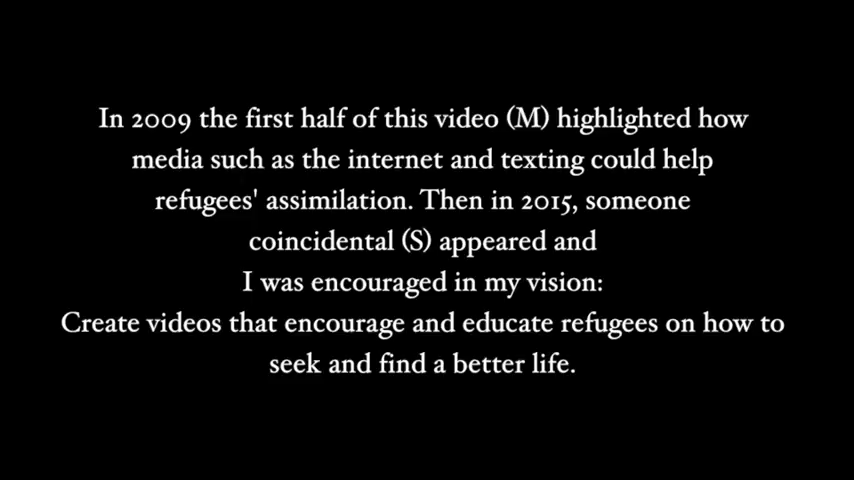 In 2009 the first half of this video (M) highlighted how
media such as the internet and texting could help
refugees' assimilation. Then in 2015, someone
coincidental (S) appeared and
I was encouraged in my vision:
Create videos that encourage and educate refugees on how to
seek and find a better life.